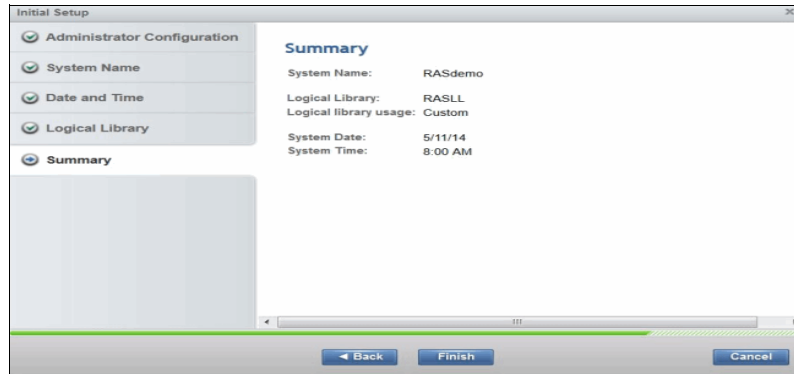 Initial Setup
Administrator Configuration
System Name
Date and Time
Logical Library
Summary
Summary
System Name: RASdemo
Logical Library: RASLL
Logical library usage: Custom
System Date: 5/11/14
System Time: 8:00 AM
Back
Finish
Cancel